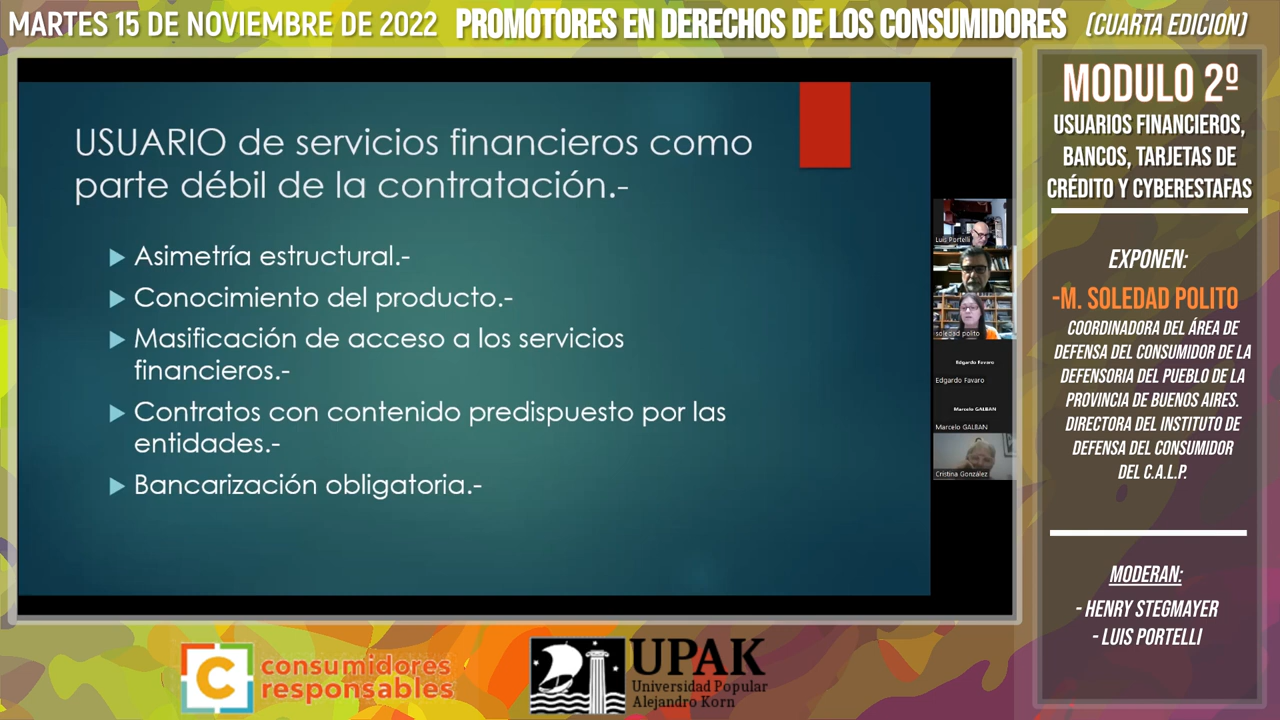 MARTES 15 DE NOVIEMBRE DE 2022 PROMOTORES EN DERECHOS DE LOS CONSUMIDORES (CUARTA EDICION)
USUARIO de servicios financieros como
parte débil de la contratación.-
Asimetría estructural.-
Conocimiento del producto.-
Masificación de acceso a los servicios
financieros.-
Contratos con contenido predispuesto por las
entidades.-
Bancarización obligatoria.-
Luis Portelli
soledad polito
Edgardo Favaro
Edgardo Favaro
Marcelo GALBAN
Marcelo GALBAN
Cristina González
MODULO 2º
USUARIOS FINANCIEROS,
BANCOS, TARJETAS DE
CRÉDITO Y CYBERESTAFAS
EXPONEN:
-M. SOLEDAD POLITO
COORDINADORA DEL ÁREA DE
DEFENSA DEL CONSUMIDOR DE LA
DEFENSORIA DEL PUEBLO DE LA
PROVINCIA DE BUENOS AIRES.
DIRECTORA DEL INSTITUTO DE
DEFENSA DEL CONSUMIDOR
DEL C.A.L.P.
MODERAN:
- HENRY STEGMAYER
- LUIS PORTELLI
C
consumidores
responsables
UPAK
Universidad Popular
Alejandro Korn